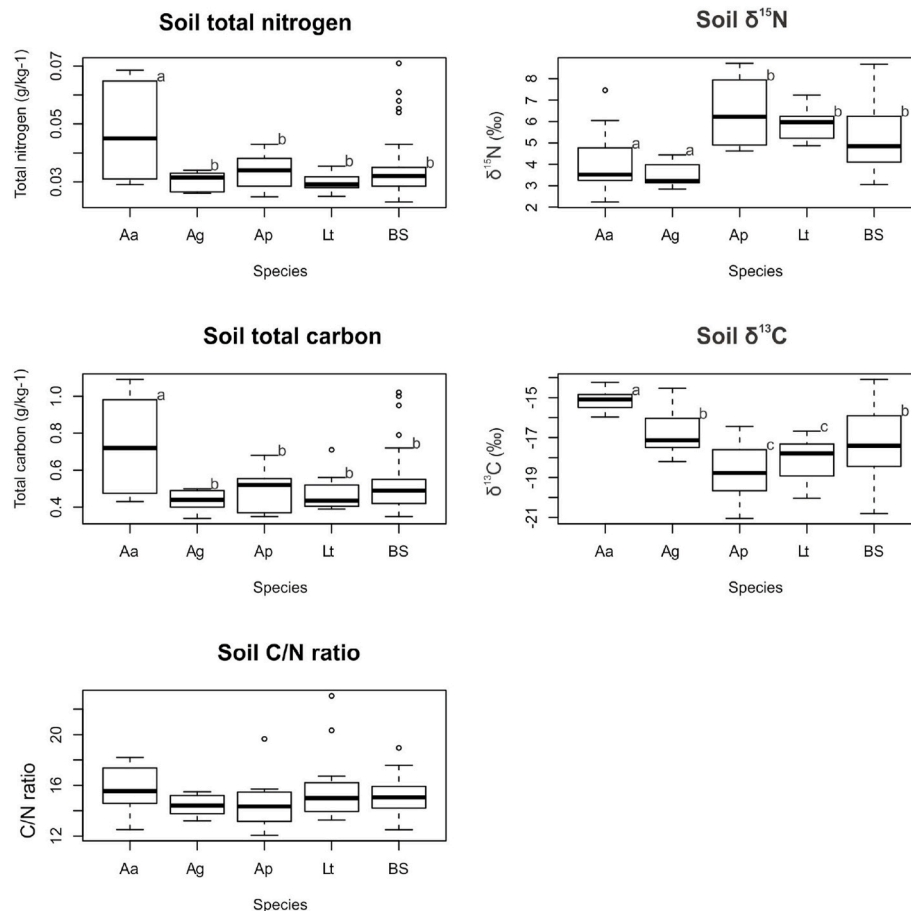 Soil total nitrogen
Total nitrogen (g/kg-1)
0.07
0.05
0.03
a
b
b
b
b
Aa Ag Ap Lt BS
Species
Soil δ¹⁵N
δ¹⁵N (‰)
8
7
6
5
4
3
2
a
a
b
b
b
Aa Ag Ap Lt BS
Species
Soil total carbon
Total carbon (g/kg-1)
1.0
0.8
0.6
0.4
a
b
b
b
b
Aa Ag Ap Lt BS
Species
Soil δ¹³C
δ¹³C (‰)
-15
-17
-19
-21
a
b
c
c
b
Aa Ag Ap Lt BS
Species
Soil C/N ratio
C/N ratio
20
16
12
Aa Ag Ap Lt BS
Species